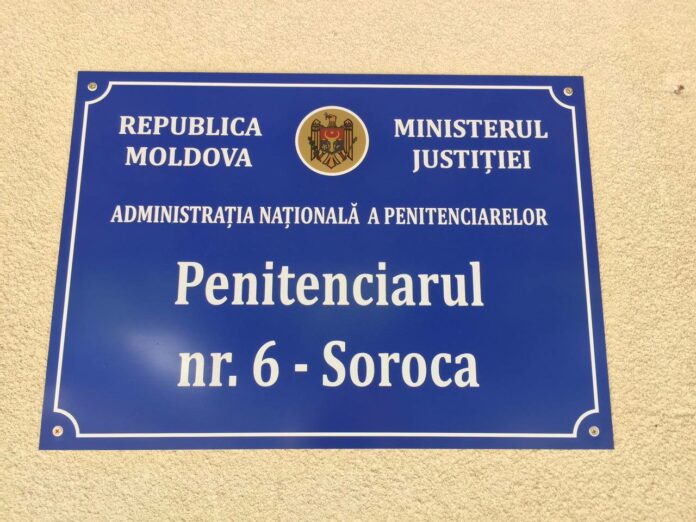 REPUBLICA
MOLDOVA
MINISTERUL
JUSTIȚIEI
ADMINISTRAȚIA NAȚIONALĂ A PENITENCIARELOR
Penitenciarul
nr. 6 - Soroca